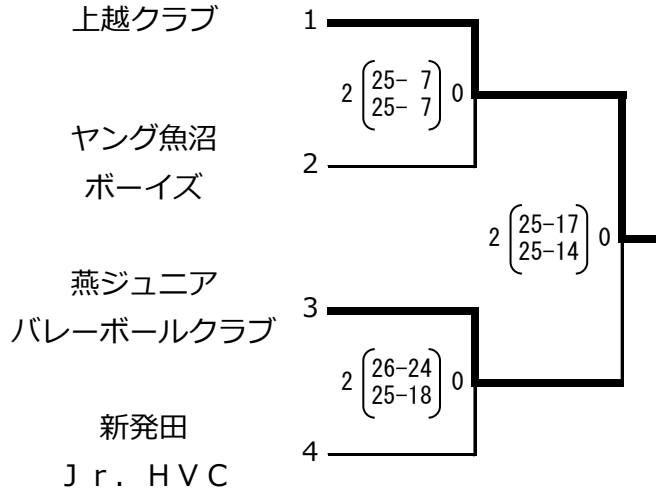 上越クラブ 1
2 25- 7 0
25- 7
ヤング魚沼
ボーイズ 2
2 25-17 0
25-14
燕ジュニア
バレーボールクラブ 3
2 26-24 0
25-18
新発田
Ｊｒ．ＨＶＣ 4